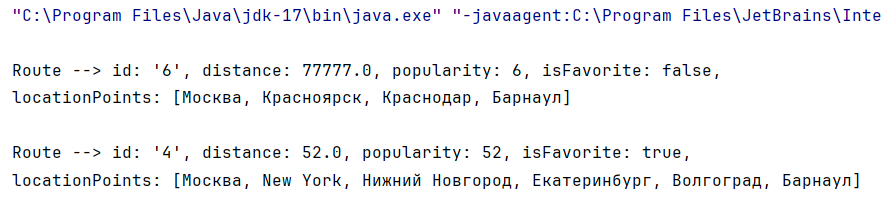 "C:\Program Files\Java\jdk-17\bin\java.exe" "-javaagent:C:\Program Files\JetBrains\Inte
Route --> id: '6', distance: 77777.0, popularity: 6, isFavorite: false,
locationPoints: [Москва, Красноярск, Краснодар, Барнаул]
Route --> id: '4', distance: 52.0, popularity: 52, isFavorite: true,
locationPoints: [Москва, New York, Нижний Новгород, Екатеринбург, Волгоград, Барнаул]